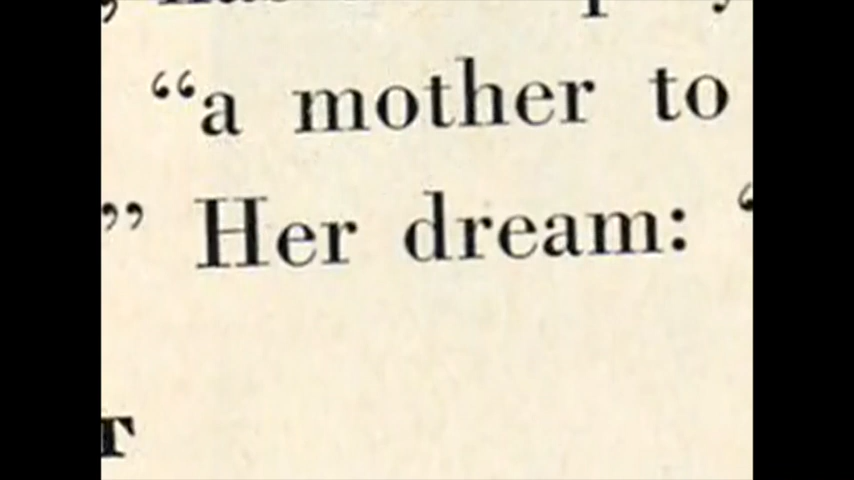 “a mother to
” Her dream: ‘